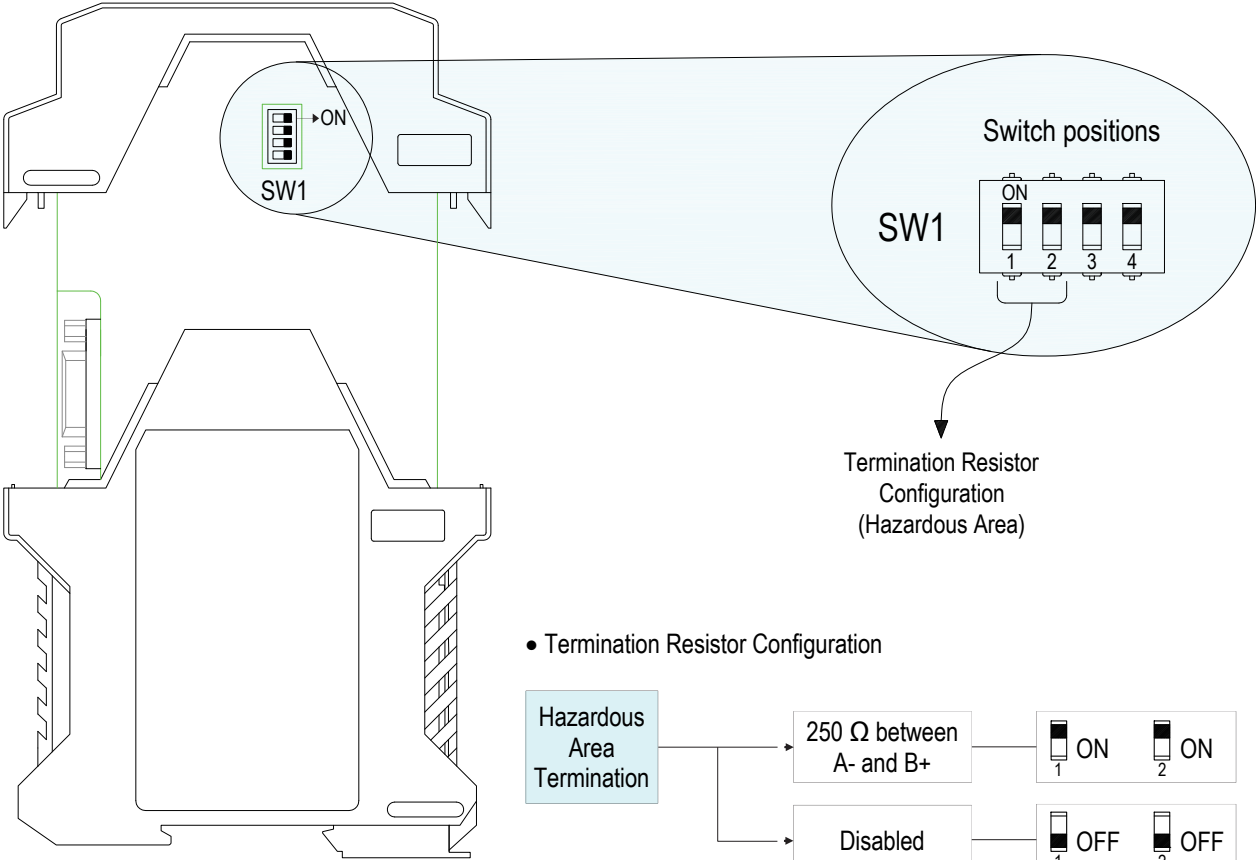 ON
SW1
Switch positions
SW1
ON
1 2 3 4
Termination Resistor
Configuration
(Hazardous Area)
• Termination Resistor Configuration
Hazardous
Area
Termination
250 Ω between
A- and B+
1 ON 2 ON
Disabled
1 OFF 2 OFF